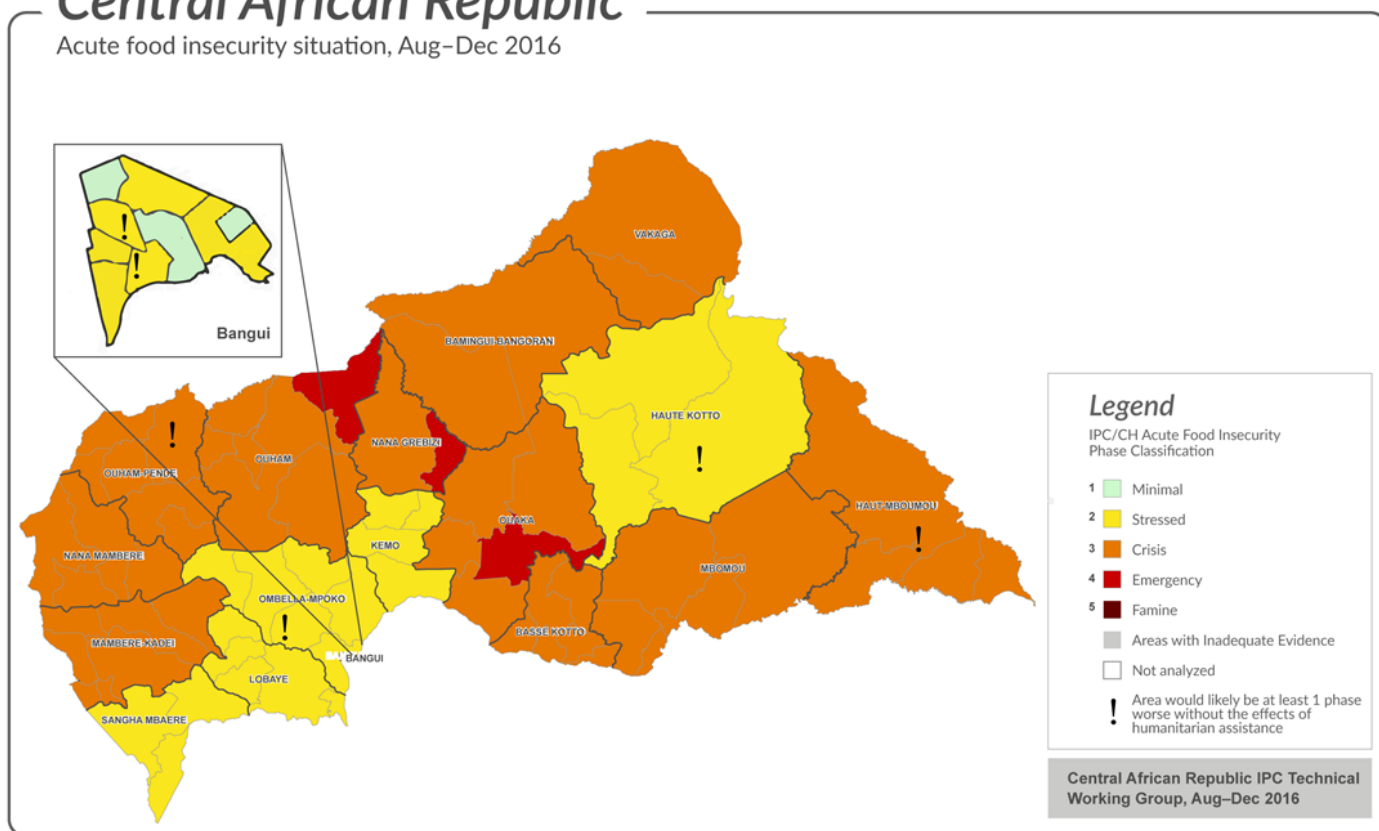 Central African Republic
Acute food insecurity situation, Aug–Dec 2016
!
!
Bangui
VAKAGA
BAMINGUI-BANGORAN
HAUTE KOTTO
!
!
OUHAM-PENDE
OUHAM
NANA GREBIZI
OUAKA
HAUT-MBOUMOU
!
KEMO
NANA MAMBERE
MBOMOU
OMBELLA-MPOKO
!
BASSE KOTTO
MAMBERE-KADEI
BANGUI
LOBAYE
SANGHA MBAERE
Legend
IPC/CH Acute Food Insecurity
Phase Classification
1 Minimal
2 Stressed
3 Crisis
4 Emergency
5 Famine
Areas with Inadequate Evidence
Not analyzed
! Area would likely be at least 1 phase
worse without the effects of
humanitarian assistance
Central African Republic IPC Technical
Working Group, Aug–Dec 2016